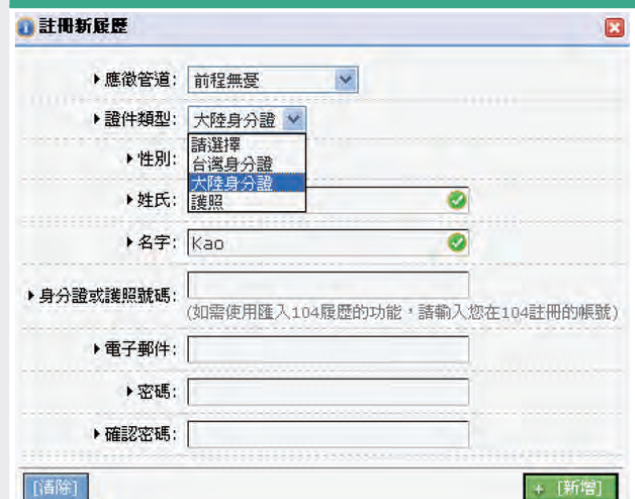 註冊新履歷
應徵管道: 前程無憂
證件類型: 大陸身分證
請選擇
台灣身分證
大陸身分證
護照
性別:
姓氏:
名字: Kao
身分證或護照號碼:
(如需使用匯入104履歷的功能，請輸入您在104註冊的帳號)
電子郵件:
密碼:
確認密碼:
[清除]
+ [新增]